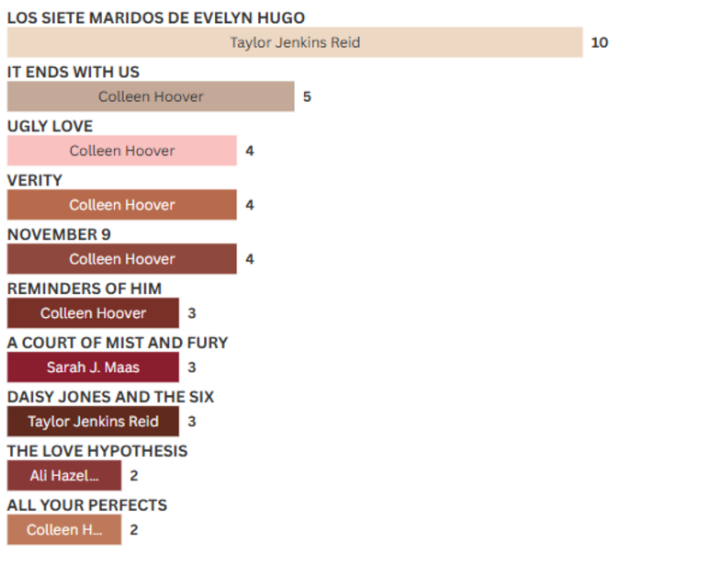 LOS SIETE MARIDOS DE EVELYN HUGO
Taylor Jenkins Reid 10
IT ENDS WITH US
Colleen Hoover 5
UGLY LOVE
Colleen Hoover 4
VERITY
Colleen Hoover 4
NOVEMBER 9
Colleen Hoover 4
REMINDERS OF HIM
Colleen Hoover 3
A COURT OF MIST AND FURY
Sarah J. Maas 3
DAISY JONES AND THE SIX
Taylor Jenkins Reid 3
THE LOVE HYPOTHESIS
Ali Hazel... 2
ALL YOUR PERFECTS
Colleen H... 2